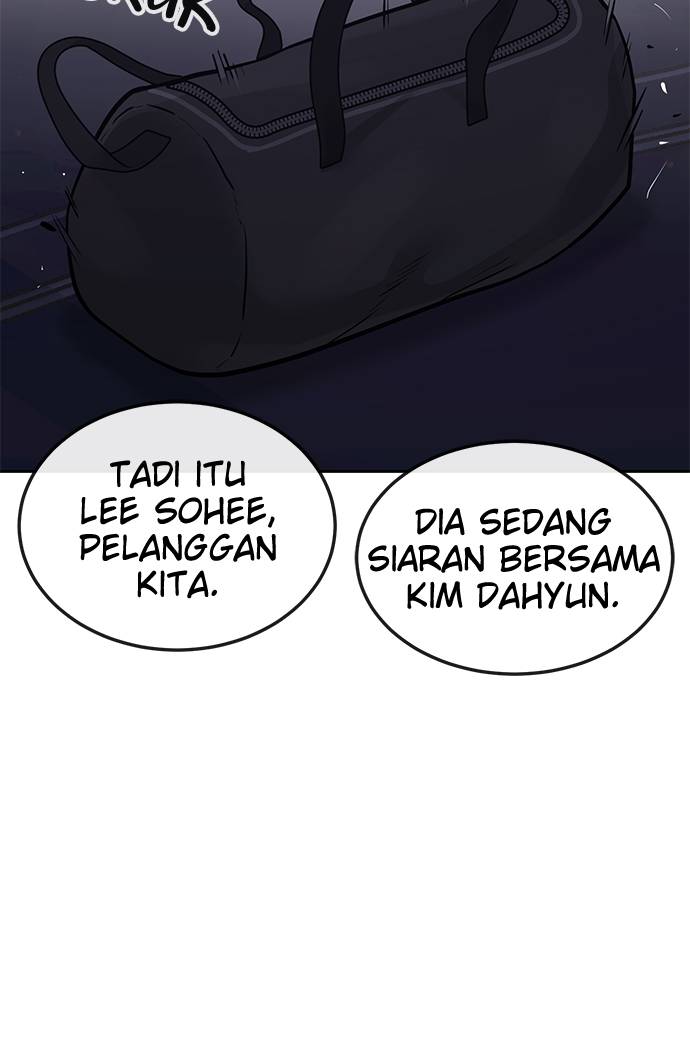 TADI ITU
LEE SOHEE,
PELANGGAN
KITA.
DIA SEDANG
SIARAN BERSAMA
KIM DAHYUN.